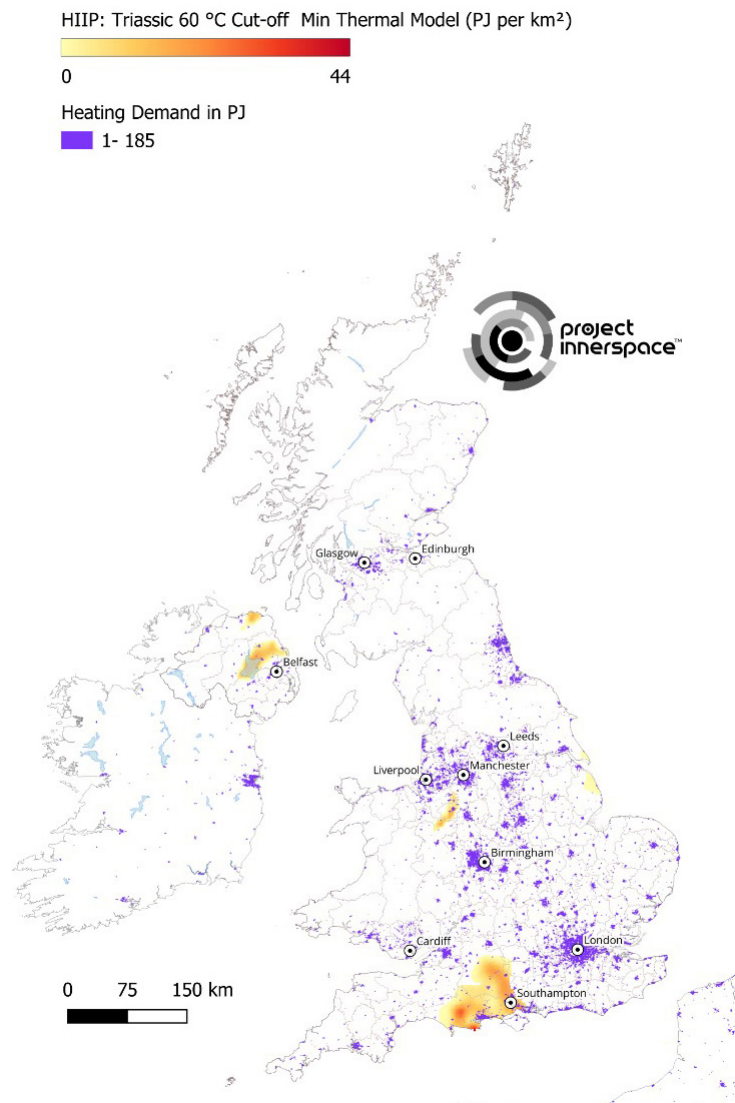 HIIP: Triassic 60 °C Cut-off  Min Thermal Model (PJ per km²)
0 44
Heating Demand in PJ
1- 185
project
innerspace™
Glasgow
Edinburgh
Belfast
Leeds
Liverpool
Manchester
Birmingham
Cardiff
London
0 75 150 km
Southampton